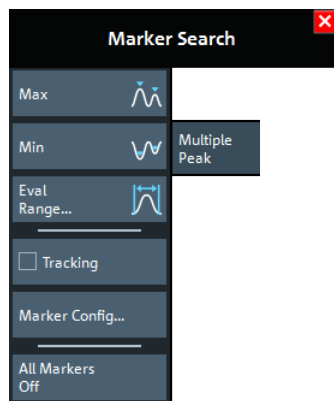 Marker Search
Max
Min
Multiple
Peak
Eval
Range...
Tracking
Marker Config...
All Markers
Off